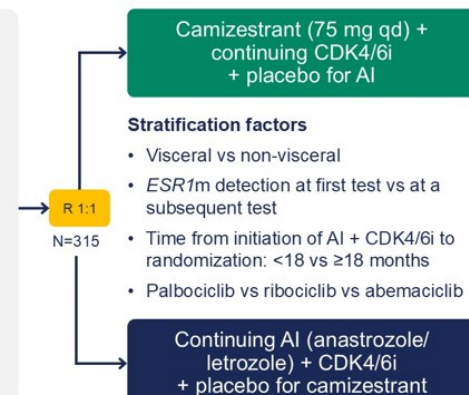 Camizestrant (75 mg qd) +
continuing CDK4/6i
+ placebo for AI
Stratification factors
• Visceral vs non-visceral
• ESR1m detection at first test vs at a
subsequent test
R 1:1
N=315
• Time from initiation of AI + CDK4/6i to
randomization: <18 vs ≥18 months
• Palbociclib vs ribociclib vs abemaciclib
Continuing AI (anastrozole/
letrozole) + CDK4/6i
+ placebo for camizestrant